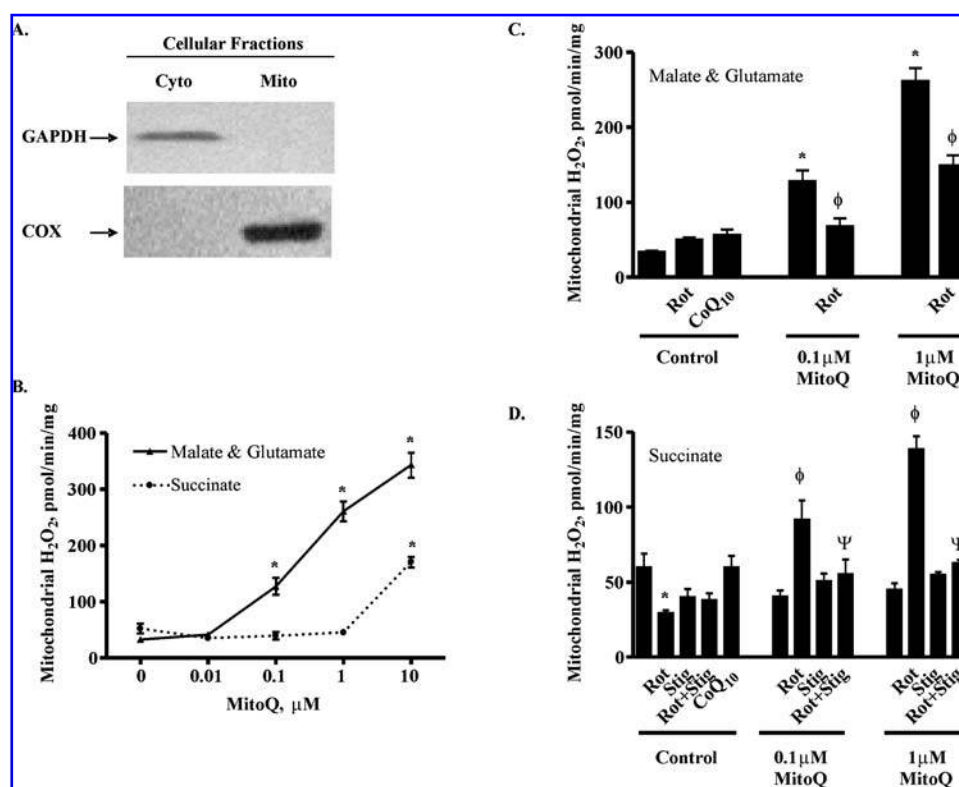 A.
Cellular Fractions
Cyto Mito
GAPDH
COX
B.
Mitochondrial H₂O₂, pmol/min/mg
400
300
200
100
0
Malate & Glutamate
Succinate
*
*
*
*
0 0.01 0.1 1 10
MitoQ, μM
C.
Mitochondrial H₂O₂, pmol/min/mg
300
200
100
0
Malate & Glutamate
*
ϕ
*
ϕ
Rot
CoQ₁₀
Rot
Rot
Control
0.1μM
MitoQ
1μM
MitoQ
D.
Mitochondrial H₂O₂, pmol/min/mg
150
100
50
0
Succinate
*
ϕ
Ψ
ϕ
Ψ
Rot
Stig
Rot+Stig
CoQ₁₀
Rot
Stig
Rot+Stig
Rot
Stig
Rot+Stig
Control
0.1μM
MitoQ
1μM
MitoQ